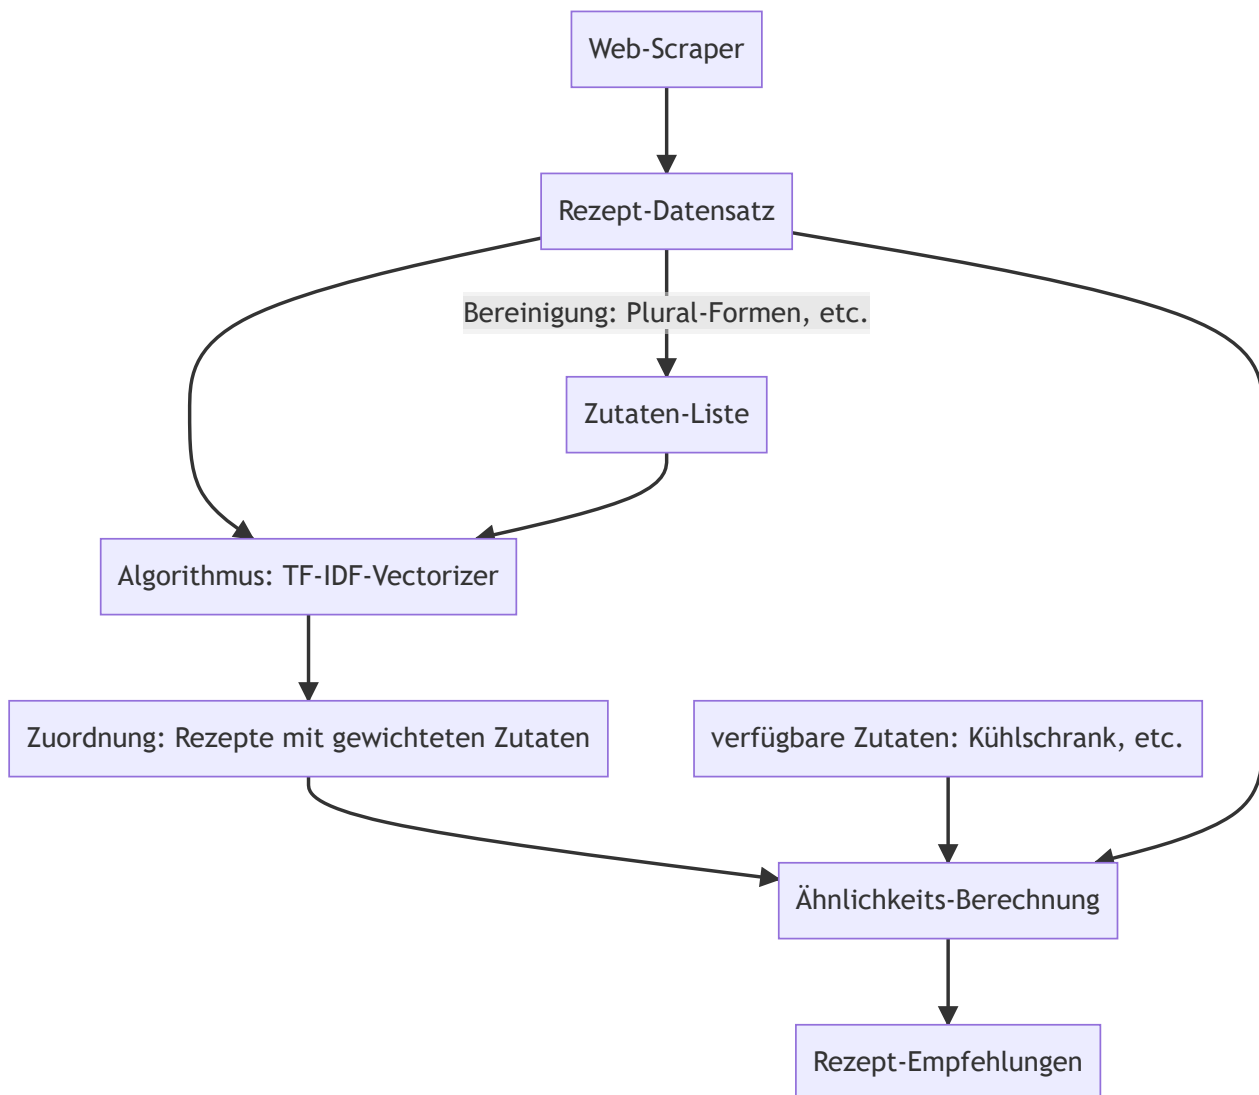 Web-Scraper
Rezept-Datensatz
Bereinigung: Plural-Formen, etc.
Zutaten-Liste
Algorithmus: TF-IDF-Vectorizer
Zuordnung: Rezepte mit gewichteten Zutaten
verfügbare Zutaten: Kühlschrank, etc.
Ähnlichkeits-Berechnung
Rezept-Empfehlungen